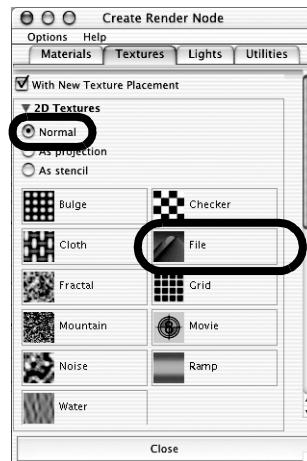 Create Render Node
Options Help
Materials Textures Lights Utilities
With New Texture Placement
2D Textures
Normal
As projection
As stencil
Bulge Checker
Cloth File
Fractal Grid
Mountain Movie
Noise Ramp
Water
Close